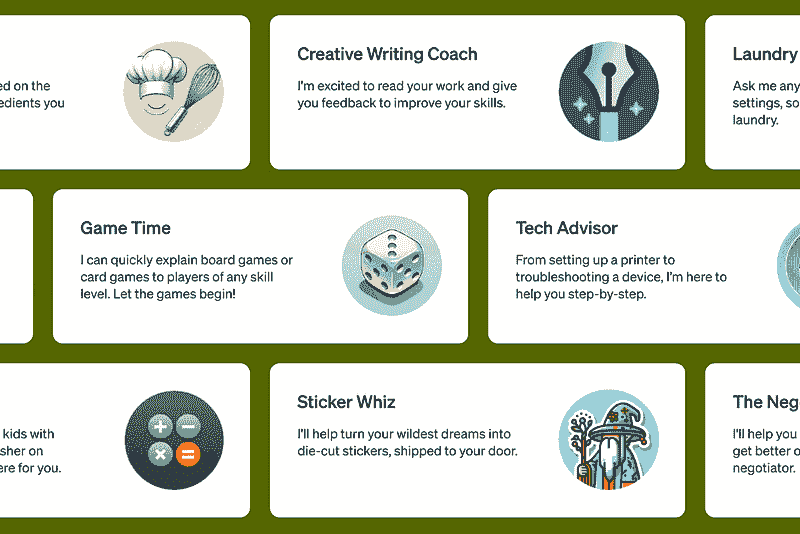 ed on the
edients you
Creative Writing Coach
I'm excited to read your work and give
you feedback to improve your skills.
Laundry
Ask me any
settings, so
laundry.
Game Time
I can quickly explain board games or
card games to players of any skill
level. Let the games begin!
Tech Advisor
From setting up a printer to
troubleshooting a device, I'm here to
help you step-by-step.
kids with
sher on
ere for you.
Sticker Whiz
I'll help turn your wildest dreams into
die-cut stickers, shipped to your door.
The Neg
I'll help you
get better o
negotiator.